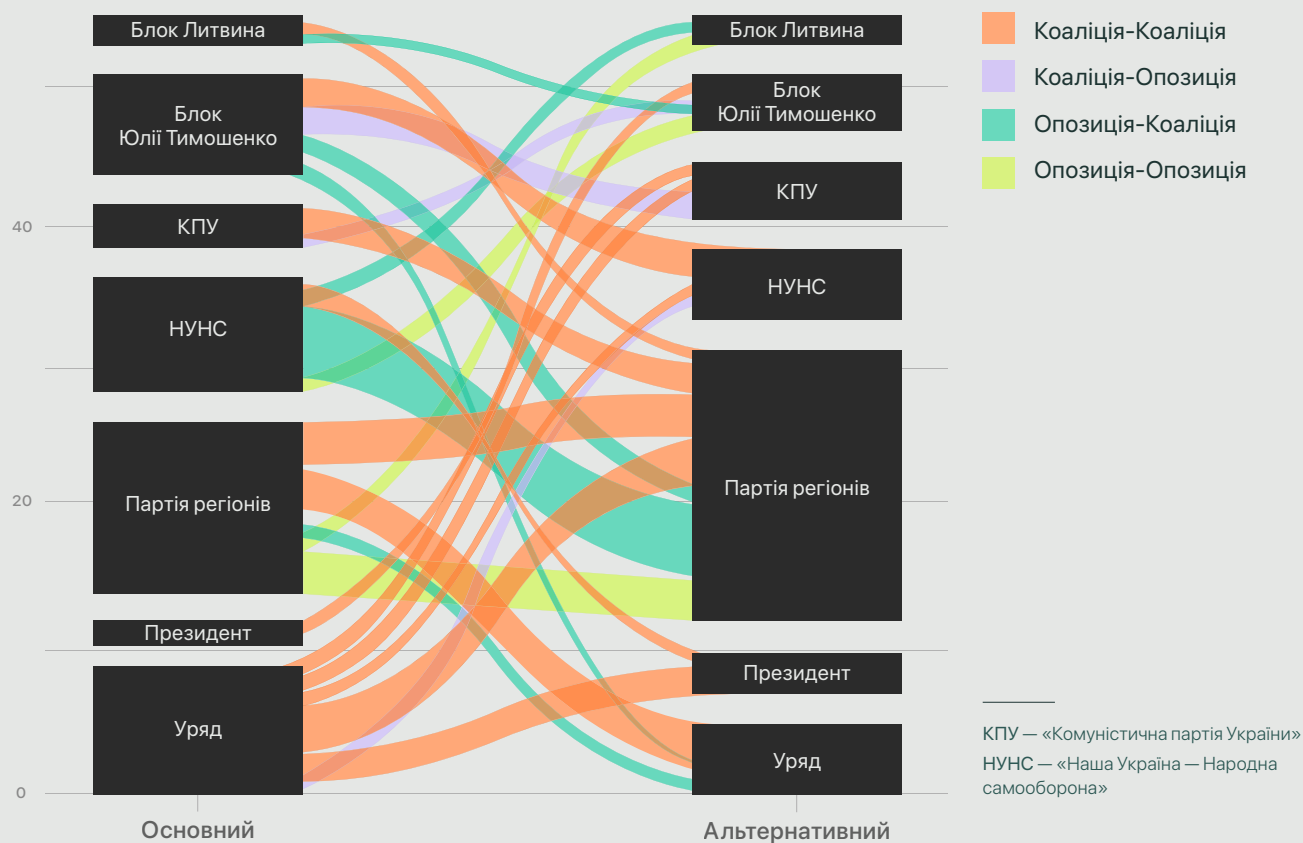 Блок Литвина
Блок
Юлії Тимошенко
КПУ
НУНС
Партія регіонів
Президент
Уряд
Блок Литвина
Блок
Юлії Тимошенко
КПУ
НУНС
Партія регіонів
Президент
Уряд
40
20
0
Основний
Альтернативний
Коаліція-Коаліція
Коаліція-Опозиція
Опозиція-Коаліція
Опозиція-Опозиція
КПУ — «Комуністична партія України»
НУНС — «Наша Україна — Народна
самооборона»